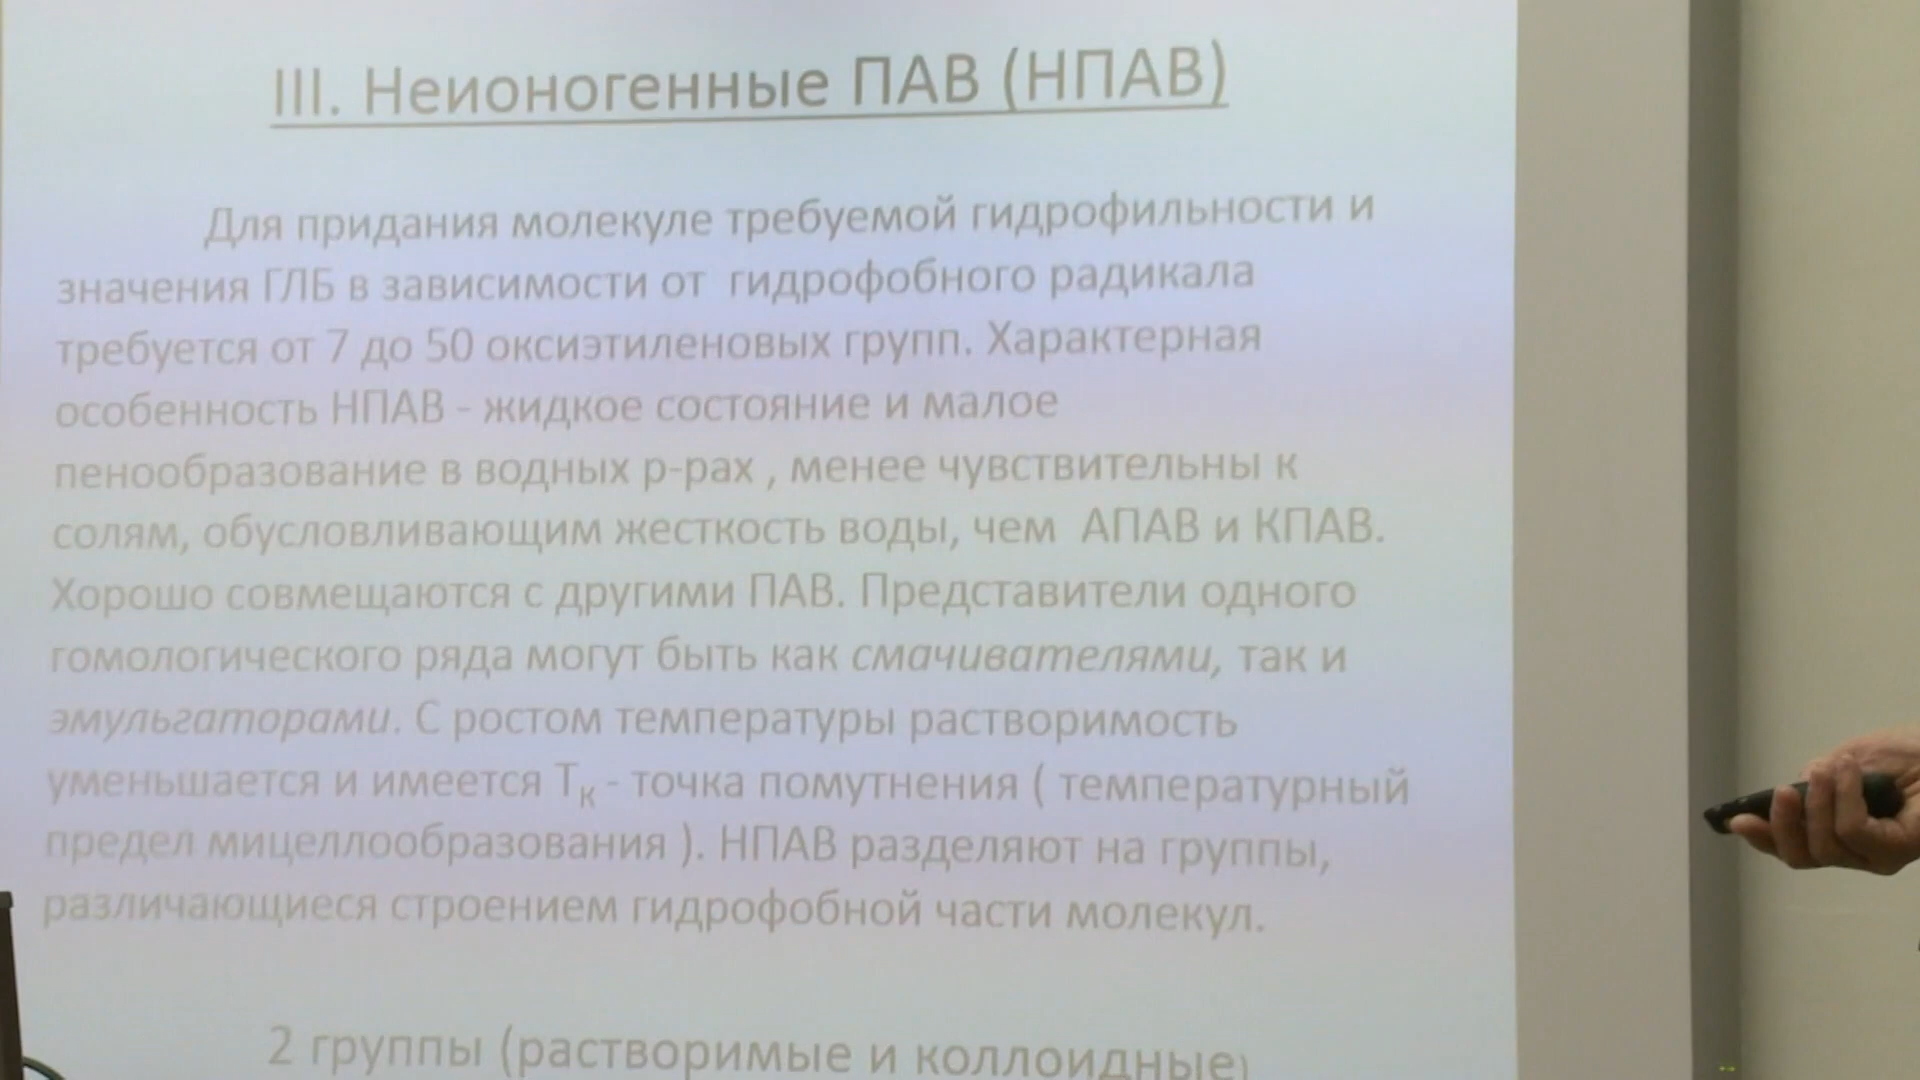 III. Неионогенные ПАВ (НПАВ)
Для придания молекуле требуемой гидрофильности и
значения ГЛБ в зависимости от гидрофобного радикала
требуется от 7 до 50 оксиэтиленовых групп. Характерная
особенность НПАВ - жидкое состояние и малое
пенообразование в водных р-рах , менее чувствительны к
солям, обусловливающим жесткость воды, чем АПАВ и КПАВ.
Хорошо совмещаются с другими ПАВ. Представители одного
гомологического ряда могут быть как смачивателями, так и
эмульгаторами. С ростом температуры растворимость
уменьшается и имеется Тк - точка помутнения ( температурный
предел мицеллообразования ). НПАВ разделяют на группы,
различающиеся строением гидрофобной части молекул.
2 группы (растворимые и коллоидные)